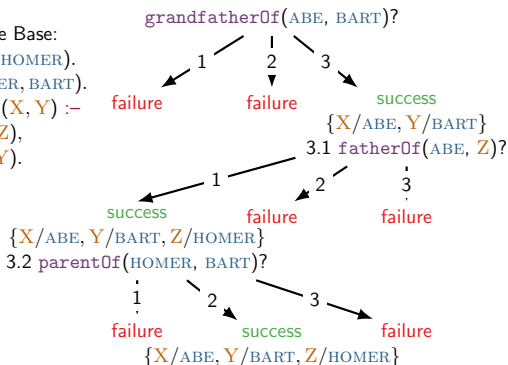 grandfatherOf(ABE, BART)?
e Base:
HOMER).
ER, BART).
(X, Y) :–
Z),
Y).
1
2
3
failure
failure
success
{X/ABE, Y/BART}
3.1 fatherOf(ABE, Z)?
1
2
3
success
failure
failure
{X/ABE, Y/BART, Z/HOMER}
3.2 parentOf(HOMER, BART)?
1
2
3
failure
success
failure
{X/ABE, Y/BART, Z/HOMER}